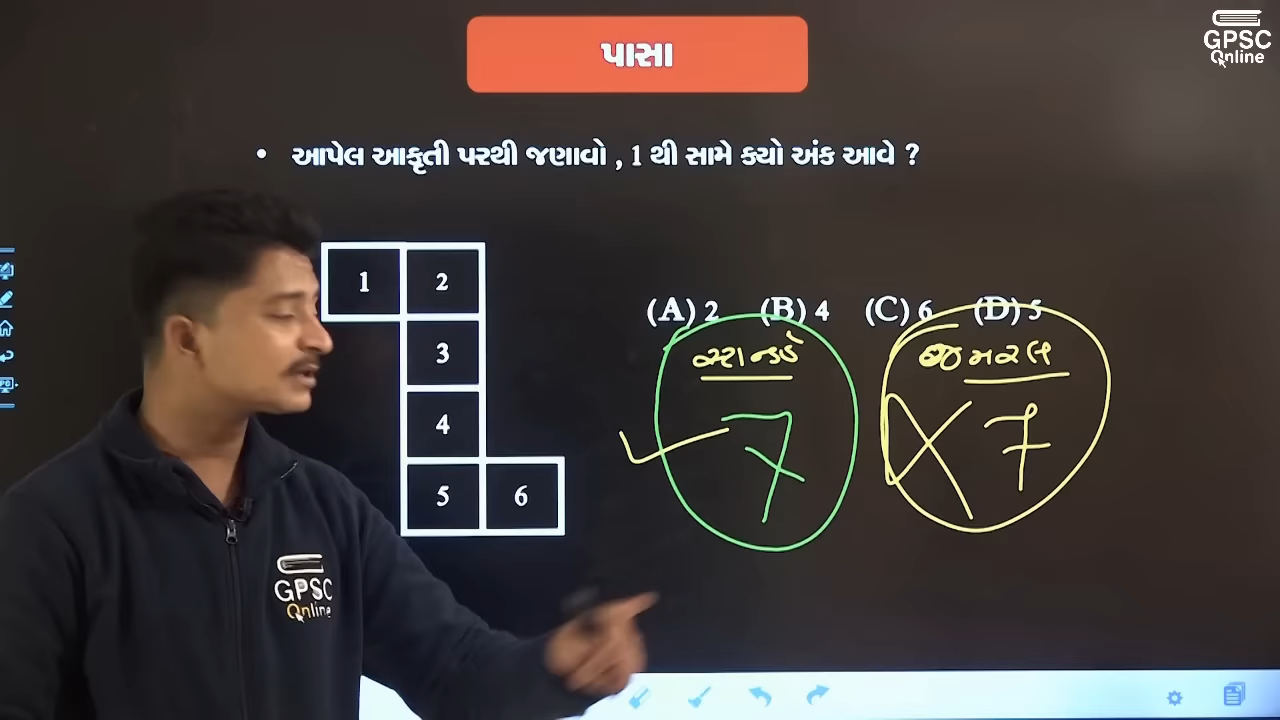 પાસા
GPSC
Online
• આપેલ આકૃતી પરથી જણાવો , 1 થી સામે ક્યો અંક આવે ?
1 2
3
4
5 6
(A) 2 (B) 4 (C) 6 (D) 5
સ્ટાન્ડર્ડ જનરલ
7 7
GPSC
Online